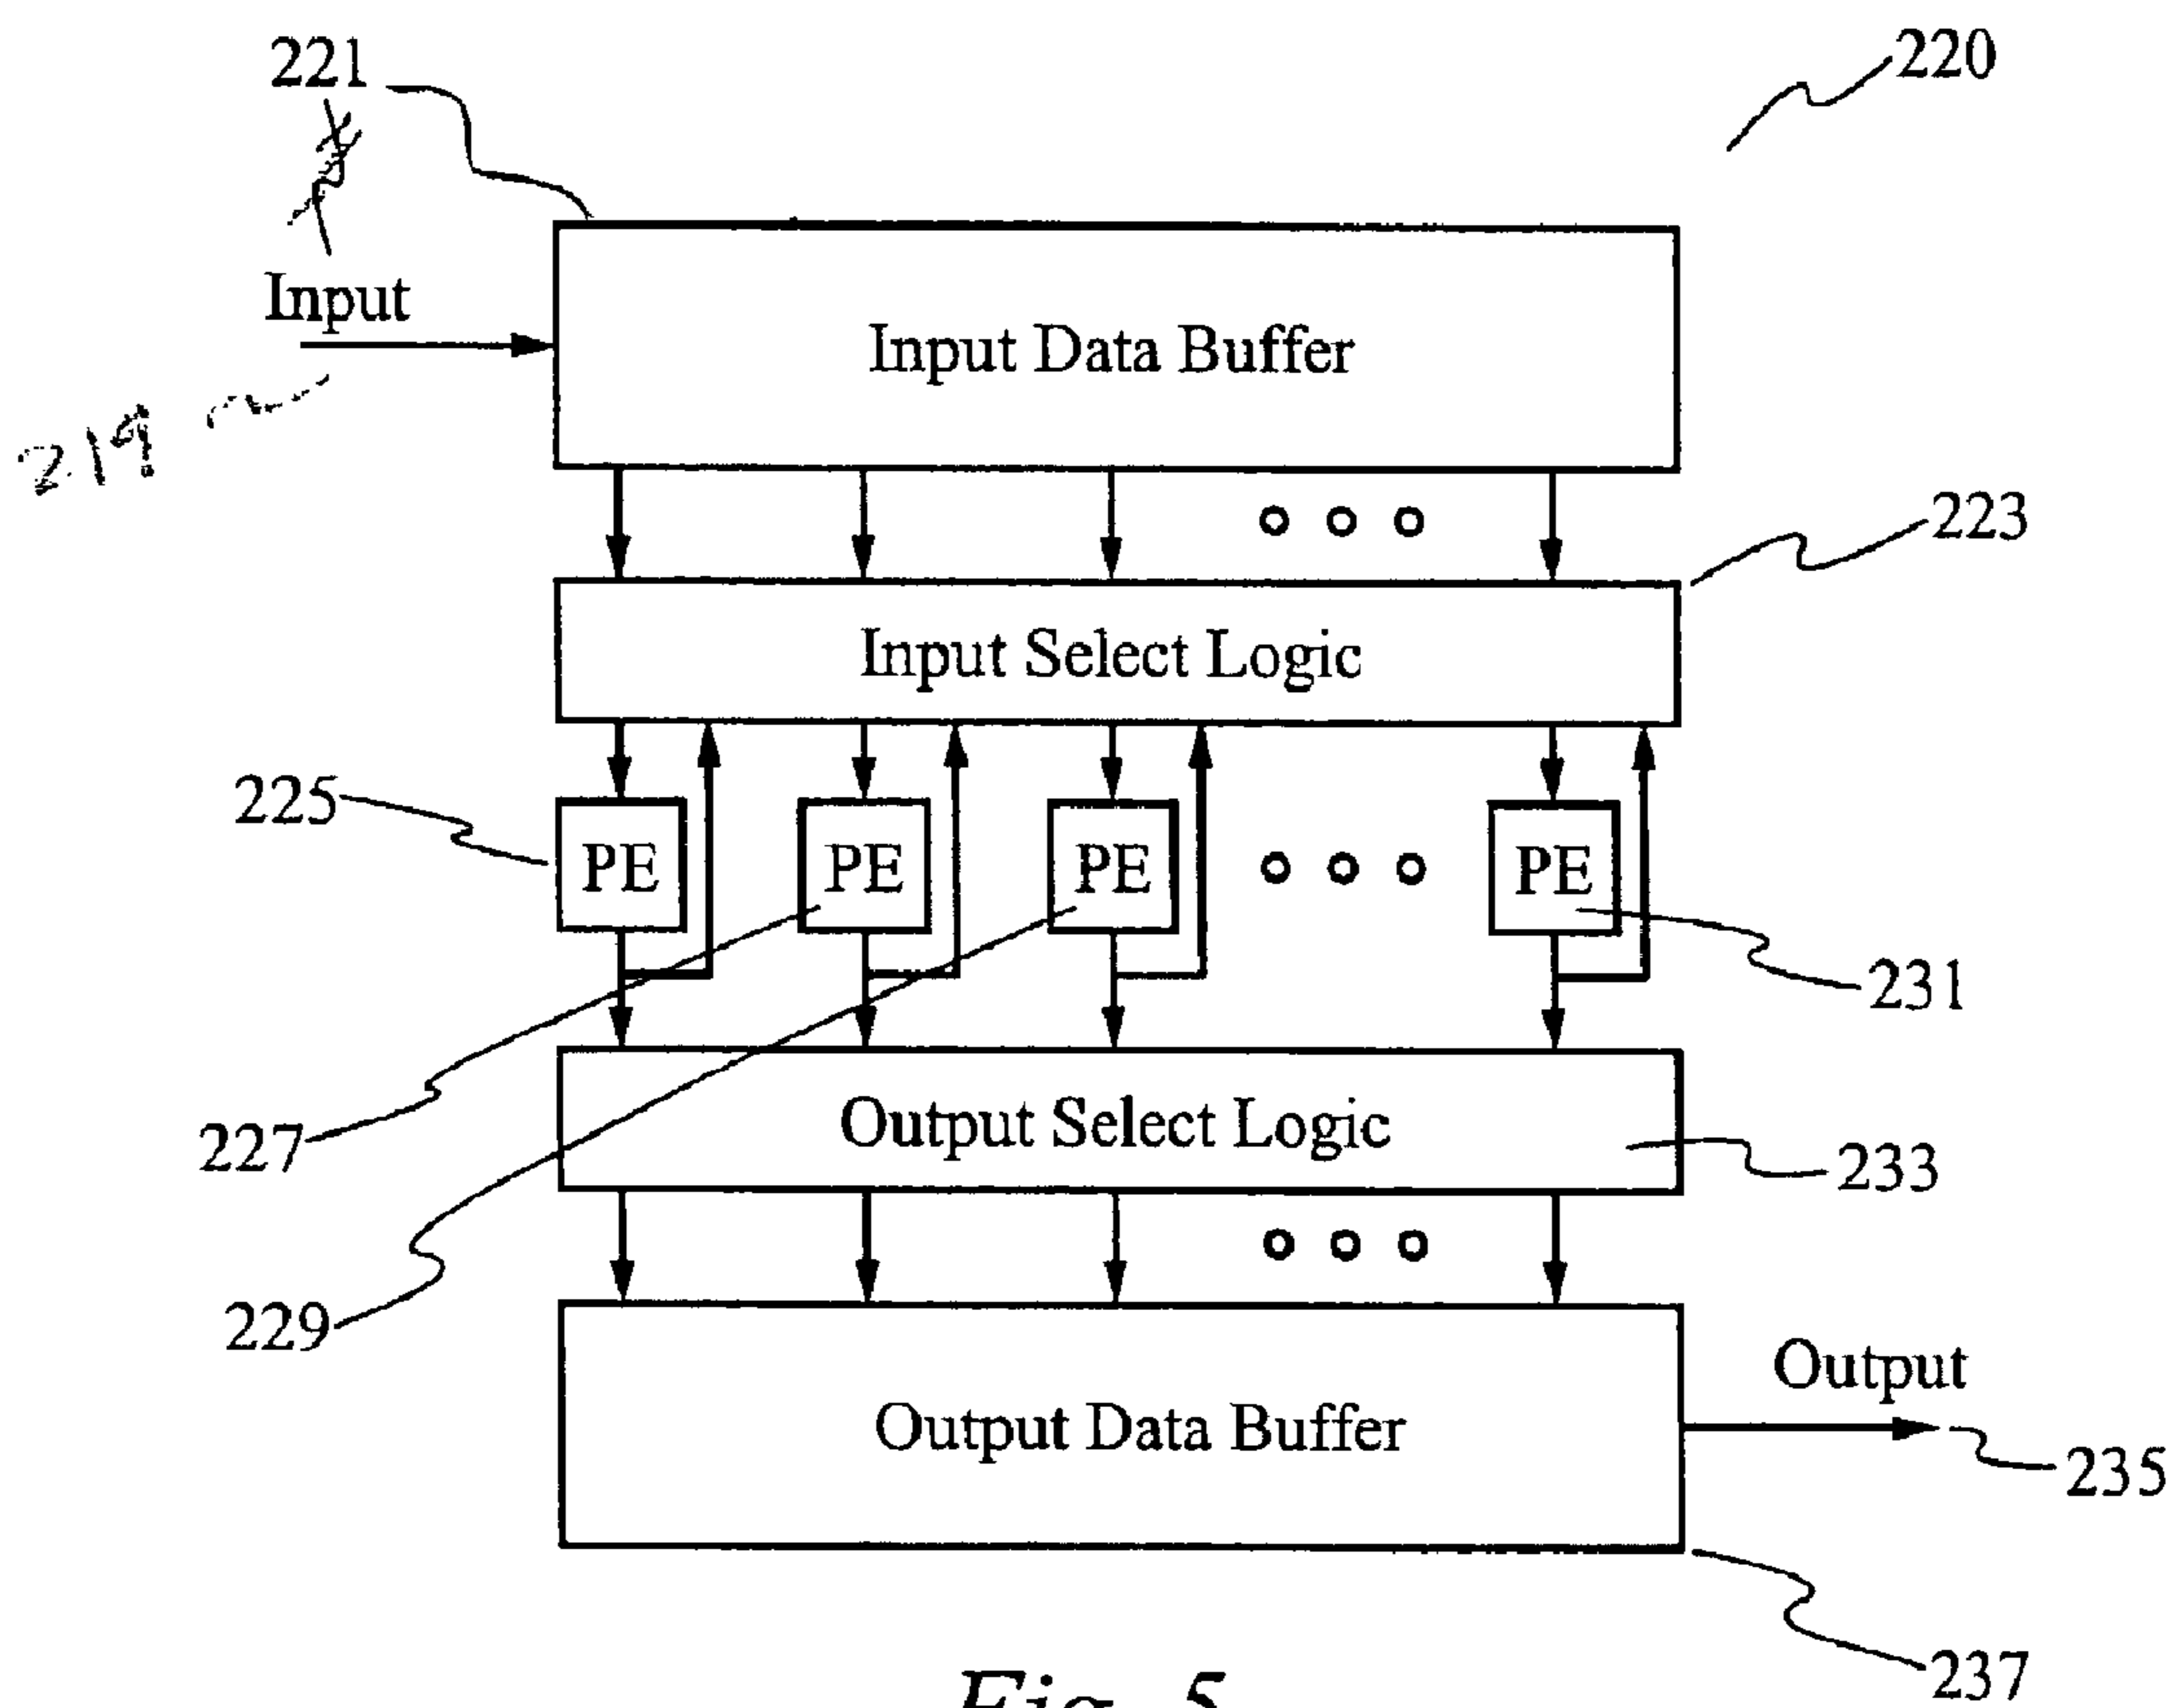 221
220
Input
Input Data Buffer
219
223
Input Select Logic
225
PE PE PE PE
231
227
Output Select Logic
233
229
Output
Output Data Buffer
235
237
Fig. 5